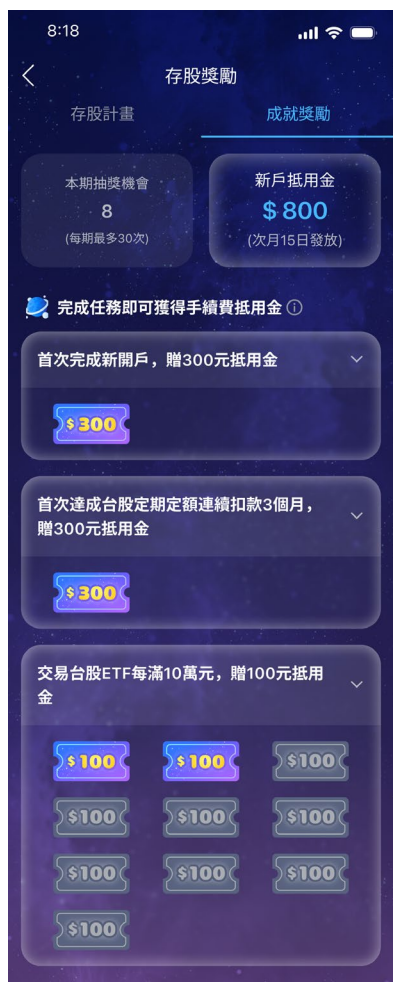 8:18
存股獎勵
存股計畫
成就獎勵
本期抽獎機會
8
(每期最多30次)
新戶抵用金
$ 800
(次月15日發放)
完成任務即可獲得手續費抵用金
首次完成新開戶，贈300元抵用金
$300
首次達成台股定期定額連續扣款3個月，
贈300元抵用金
$300
交易台股ETF每滿10萬元，贈100元抵用
金
$100
$100
$100
$100
$100
$100
$100
$100
$100
$100